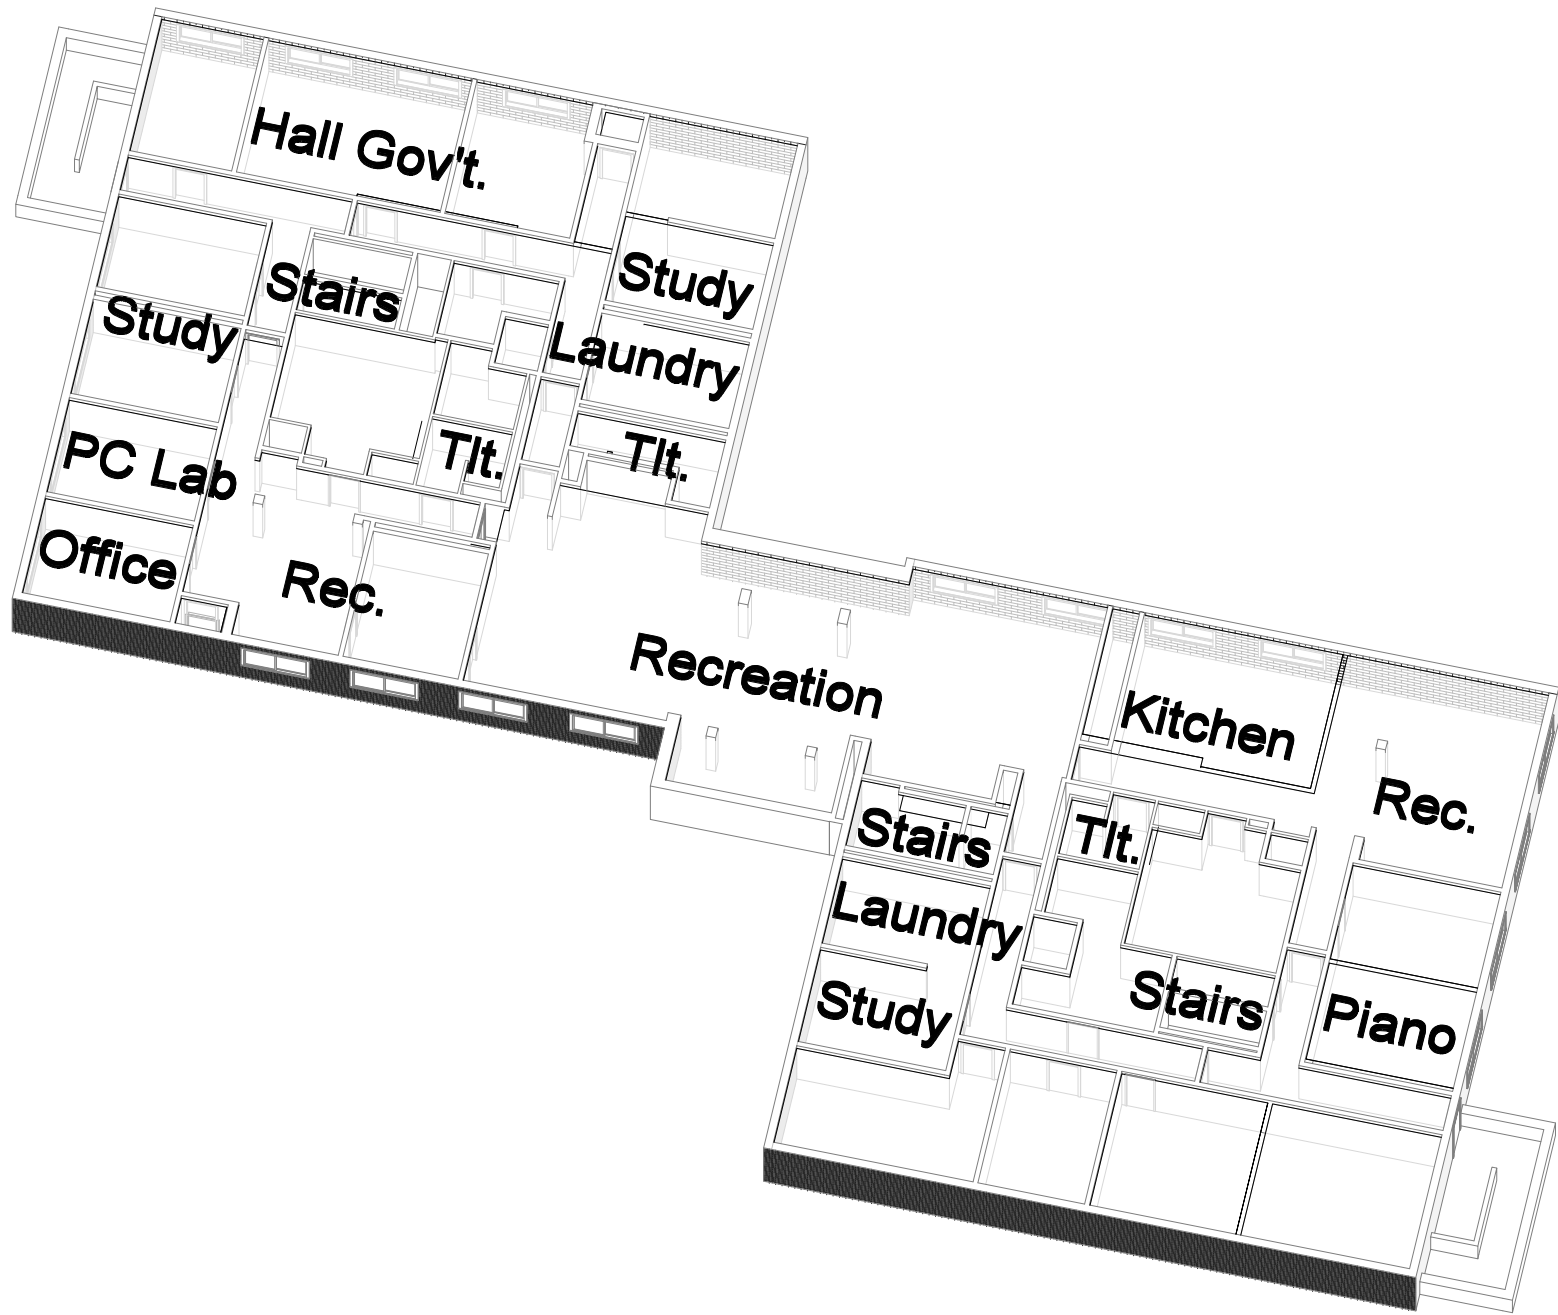 Hall Gov't.
Study
Stairs
Study
Laundry
PC Lab
Tlt.
Tlt.
Office
Rec.
Recreation
Kitchen
Rec.
Stairs
Tlt.
Laundry
Study
Stairs
Piano